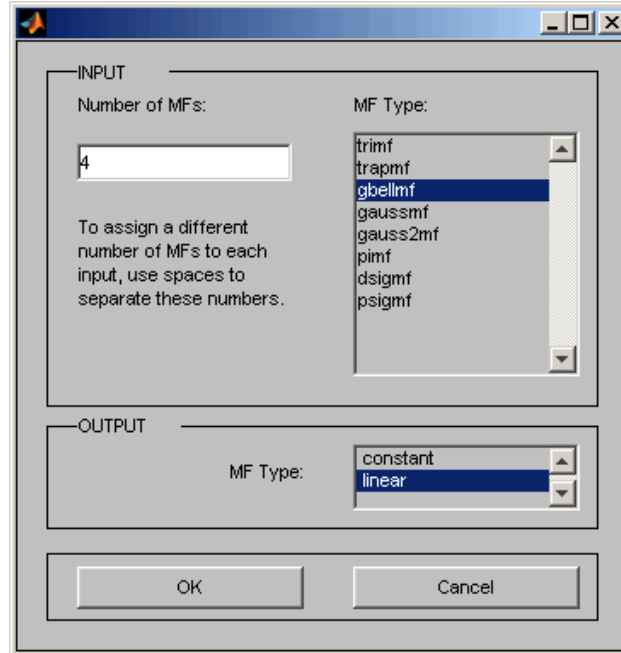 INPUT
Number of MFs:
4
To assign a different
number of MFs to each
input, use spaces to
separate these numbers.
MF Type:
trimf
trapmf
gbellmf
gaussmf
gauss2mf
pimf
dsigmf
psigmf
OUTPUT
MF Type:
constant
linear
OK
Cancel